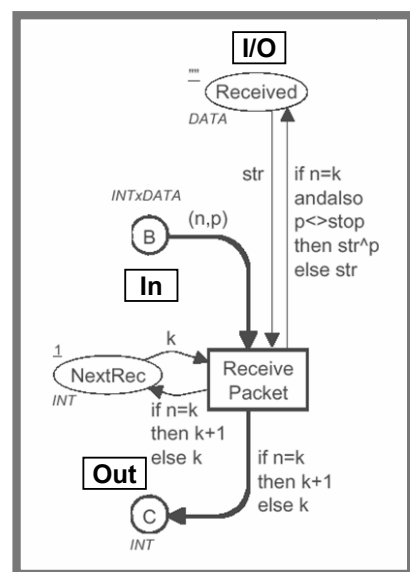 I/O
""
Received
DATA
str
if n=k
andalso
p<>stop
then str^p
else str
INTxDATA
(n,p)
B
In
k
1
NextRec
INT
Receive
Packet
if n=k
then k+1
else k
Out
if n=k
then k+1
else k
C
INT